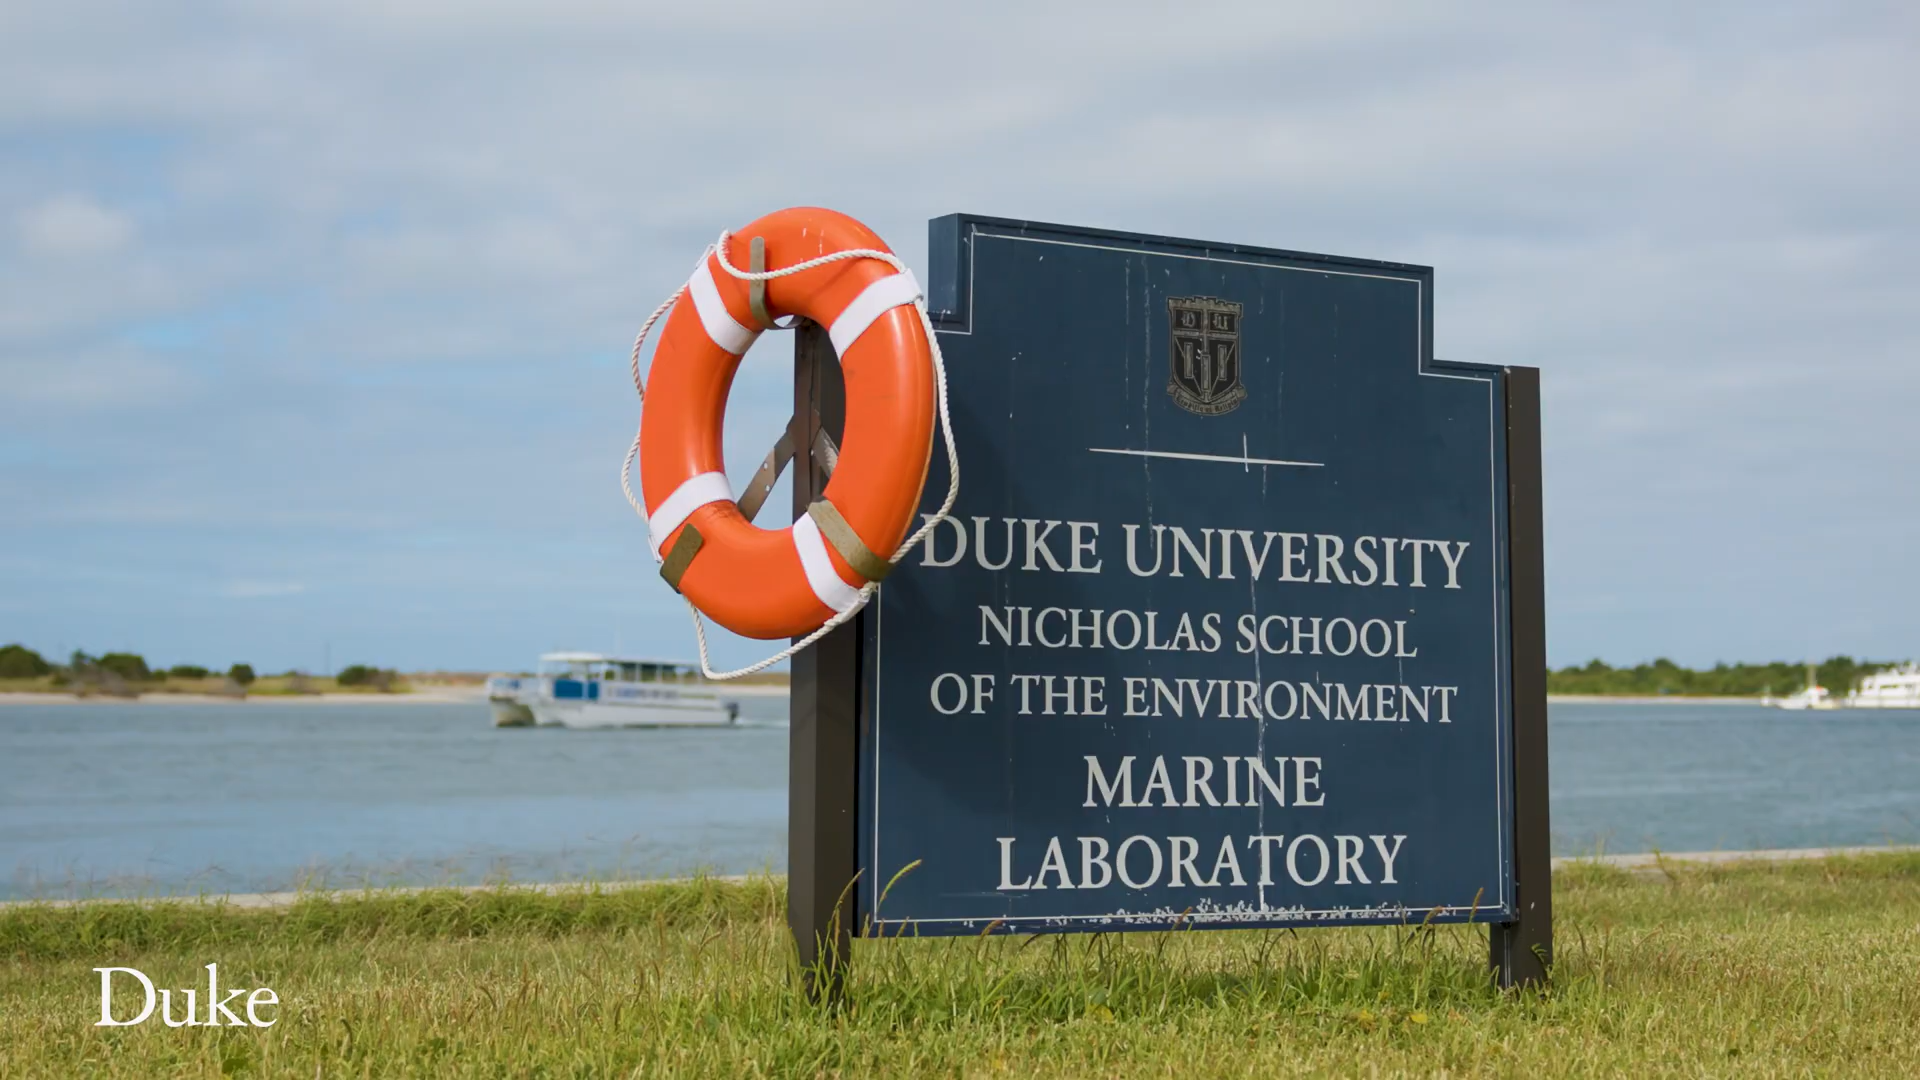 DUKE UNIVERSITY
NICHOLAS SCHOOL
OF THE ENVIRONMENT
MARINE
LABORATORY
Duke